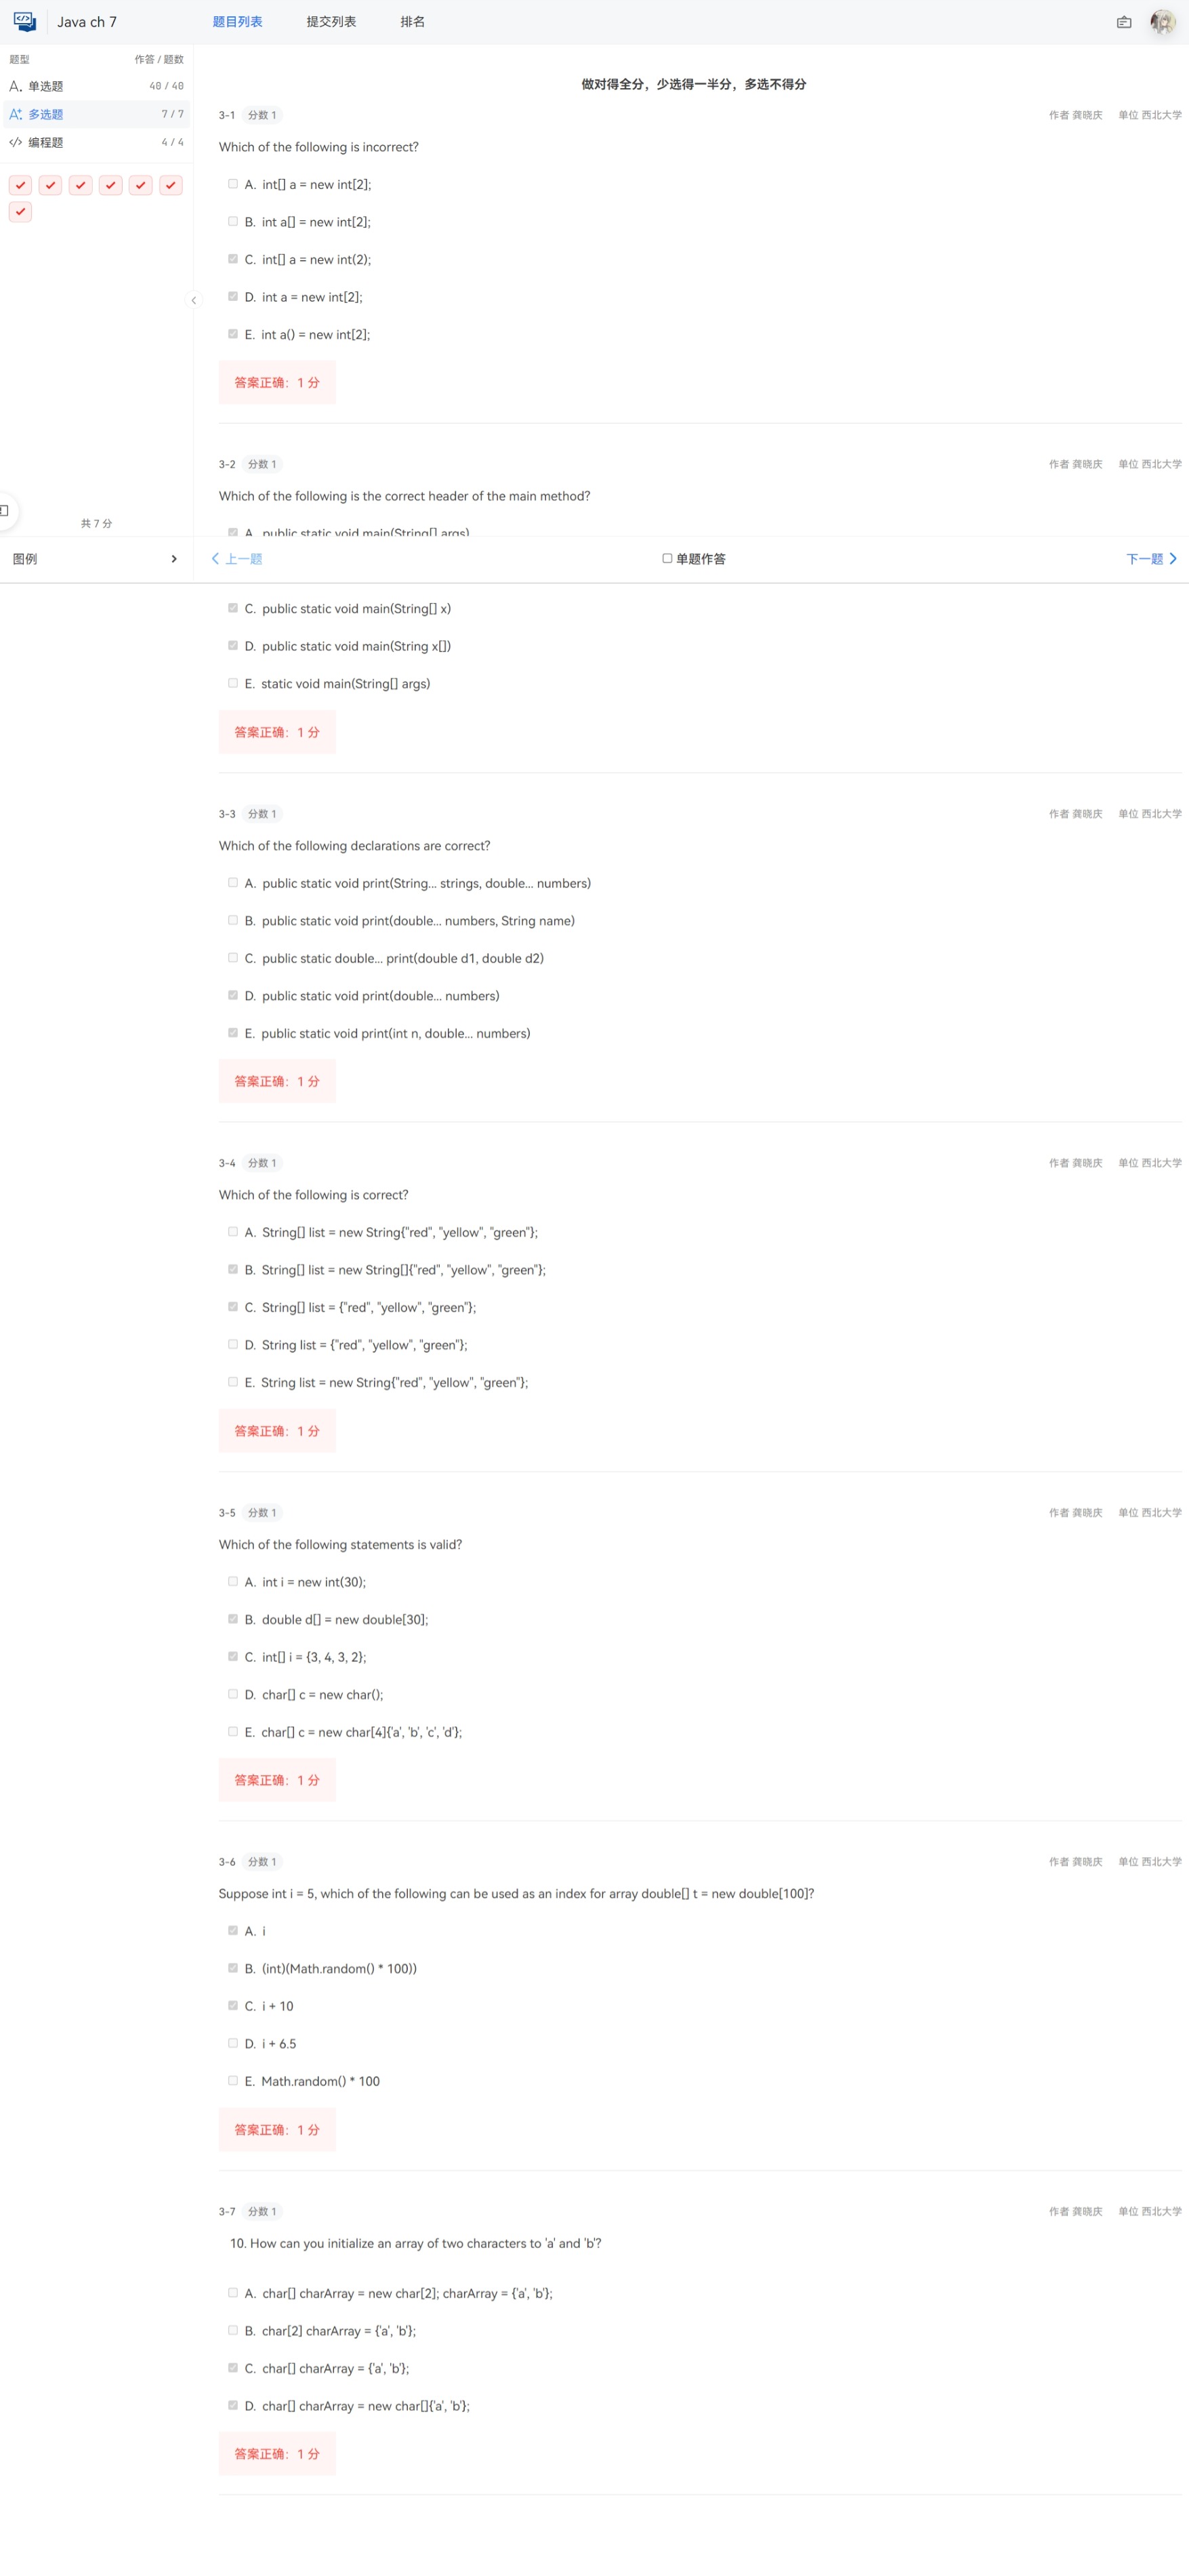 Java ch 7
题目列表
提交列表
排名
题型
作答 / 题数
单选题
40 / 40
多选题
7 / 7
编程题
4 / 4
共 7 分
图例
做对得全分，少选得一半分，多选不得分
3-1 分数 1
作者 龚晓庆 单位 西北大学
Which of the following is incorrect?
A. int[] a = new int[2];
B. int a[] = new int[2];
C. int[] a = new int(2);
D. int a = new int[2];
E. int a() = new int[2];
答案正确：1 分
3-2 分数 1
作者 龚晓庆 单位 西北大学
Which of the following is the correct header of the main method?
A. public static void main(String[] args)
上一题
单题作答
下一题
C. public static void main(String[] x)
D. public static void main(String x[])
E. static void main(String[] args)
答案正确：1 分
3-3 分数 1
作者 龚晓庆 单位 西北大学
Which of the following declarations are correct?
A. public static void print(String... strings, double... numbers)
B. public static void print(double... numbers, String name)
C. public static double... print(double d1, double d2)
D. public static void print(double... numbers)
E. public static void print(int n, double... numbers)
答案正确：1 分
3-4 分数 1
作者 龚晓庆 单位 西北大学
Which of the following is correct?
A. String[] list = new String{"red", "yellow", "green"};
B. String[] list = new String[]{"red", "yellow", "green"};
C. String[] list = {"red", "yellow", "green"};
D. String list = {"red", "yellow", "green"};
E. String list = new String{"red", "yellow", "green"};
答案正确：1 分
3-5 分数 1
作者 龚晓庆 单位 西北大学
Which of the following statements is valid?
A. int i = new int(30);
B. double d[] = new double[30];
C. int[] i = {3, 4, 3, 2};
D. char[] c = new char();
E. char[] c = new char[4]{'a', 'b', 'c', 'd'};
答案正确：1 分
3-6 分数 1
作者 龚晓庆 单位 西北大学
Suppose int i = 5, which of the following can be used as an index for array double[] t = new double[100]?
A. i
B. (int)(Math.random() * 100))
C. i + 10
D. i + 6.5
E. Math.random() * 100
答案正确：1 分
3-7 分数 1
作者 龚晓庆 单位 西北大学
10. How can you initialize an array of two characters to 'a' and 'b'?
A. char[] charArray = new char[2]; charArray = {'a', 'b'};
B. char[2] charArray = {'a', 'b'};
C. char[] charArray = {'a', 'b'};
D. char[] charArray = new char[]{'a', 'b'};
答案正确：1 分